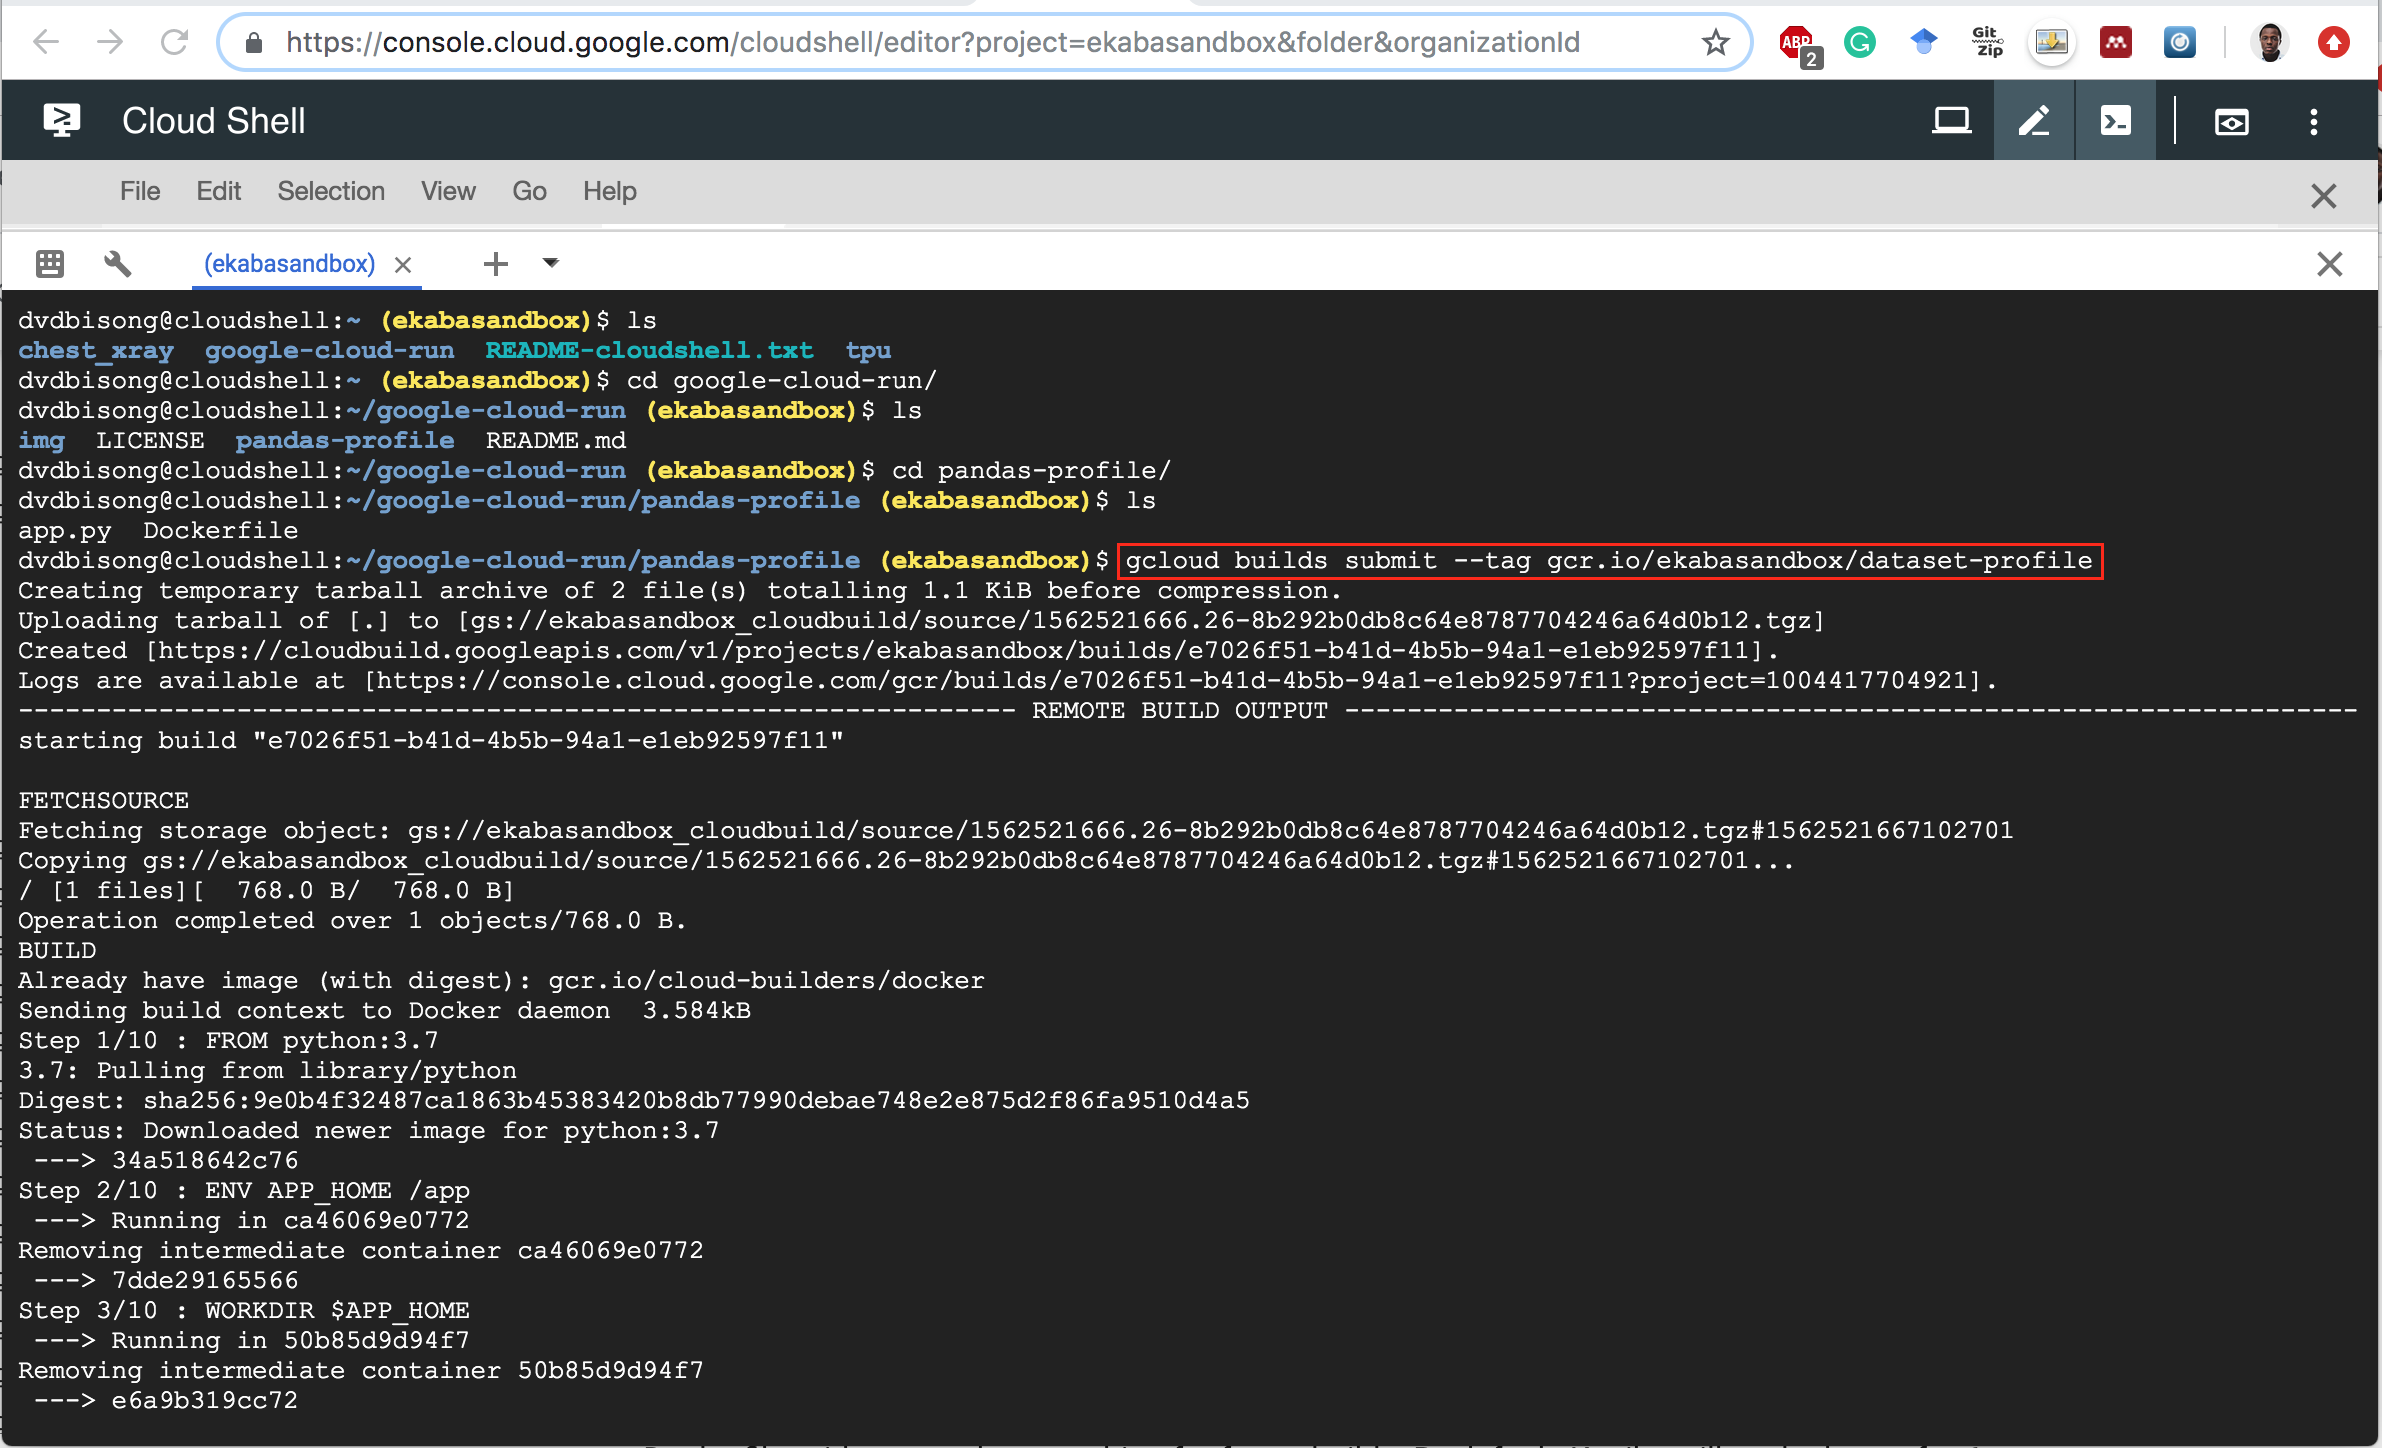 https://console.cloud.google.com/cloudshell/editor?project=ekabasandbox&folder&organizationId
ABP
2
G
Git
Zip
Cloud Shell
File Edit Selection View Go Help
(ekabasandbox)
dvdbisong@cloudshell:~ (ekabasandbox)$ ls
chest_xray google-cloud-run README-cloudshell.txt tpu
dvdbisong@cloudshell:~ (ekabasandbox)$ cd google-cloud-run/
dvdbisong@cloudshell:~/google-cloud-run (ekabasandbox)$ ls
img LICENSE pandas-profile README.md
dvdbisong@cloudshell:~/google-cloud-run (ekabasandbox)$ cd pandas-profile/
dvdbisong@cloudshell:~/google-cloud-run/pandas-profile (ekabasandbox)$ ls
app.py Dockerfile
dvdbisong@cloudshell:~/google-cloud-run/pandas-profile (ekabasandbox)$ gcloud builds submit --tag gcr.io/ekabasandbox/dataset-profile
Creating temporary tarball archive of 2 file(s) totalling 1.1 KiB before compression.
Uploading tarball of [.] to [gs://ekabasandbox_cloudbuild/source/1562521666.26-8b292b0db8c64e8787704246a64d0b12.tgz]
Created [https://cloudbuild.googleapis.com/v1/projects/ekabasandbox/builds/e7026f51-b41d-4b5b-94a1-e1eb92597f11].
Logs are available at [https://console.cloud.google.com/gcr/builds/e7026f51-b41d-4b5b-94a1-e1eb92597f11?project=1004417704921].
---------------------------------------------------------------- REMOTE BUILD OUTPUT -----------------------------------------------------------------
starting build "e7026f51-b41d-4b5b-94a1-e1eb92597f11"
FETCHSOURCE
Fetching storage object: gs://ekabasandbox_cloudbuild/source/1562521666.26-8b292b0db8c64e8787704246a64d0b12.tgz#1562521667102701
Copying gs://ekabasandbox_cloudbuild/source/1562521666.26-8b292b0db8c64e8787704246a64d0b12.tgz#1562521667102701...
/ [1 files][  768.0 B/  768.0 B]
Operation completed over 1 objects/768.0 B.
BUILD
Already have image (with digest): gcr.io/cloud-builders/docker
Sending build context to Docker daemon  3.584kB
Step 1/10 : FROM python:3.7
3.7: Pulling from library/python
Digest: sha256:9e0b4f32487ca1863b45383420b8db77990debae748e2e875d2f86fa9510d4a5
Status: Downloaded newer image for python:3.7
 ---> 34a518642c76
Step 2/10 : ENV APP_HOME /app
 ---> Running in ca46069e0772
Removing intermediate container ca46069e0772
 ---> 7dde29165566
Step 3/10 : WORKDIR $APP_HOME
 ---> Running in 50b85d9d94f7
Removing intermediate container 50b85d9d94f7
 ---> e6a9b319cc72